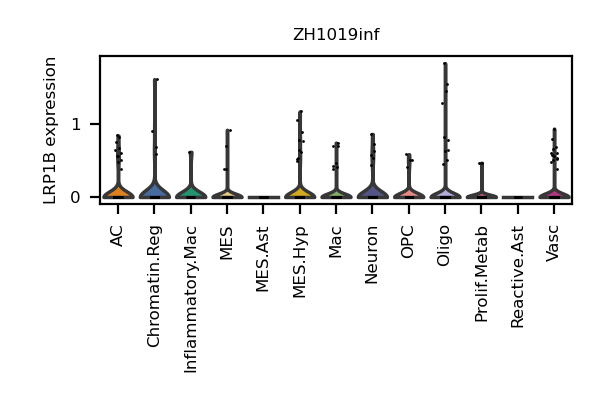 ZH1019inf
LRP1B expression
1
0
AC
Chromatin.Reg
Inflammatory.Mac
MES
MES.Ast
MES.Hyp
Mac
Neuron
OPC
Oligo
Prolif.Metab
Reactive.Ast
Vasc